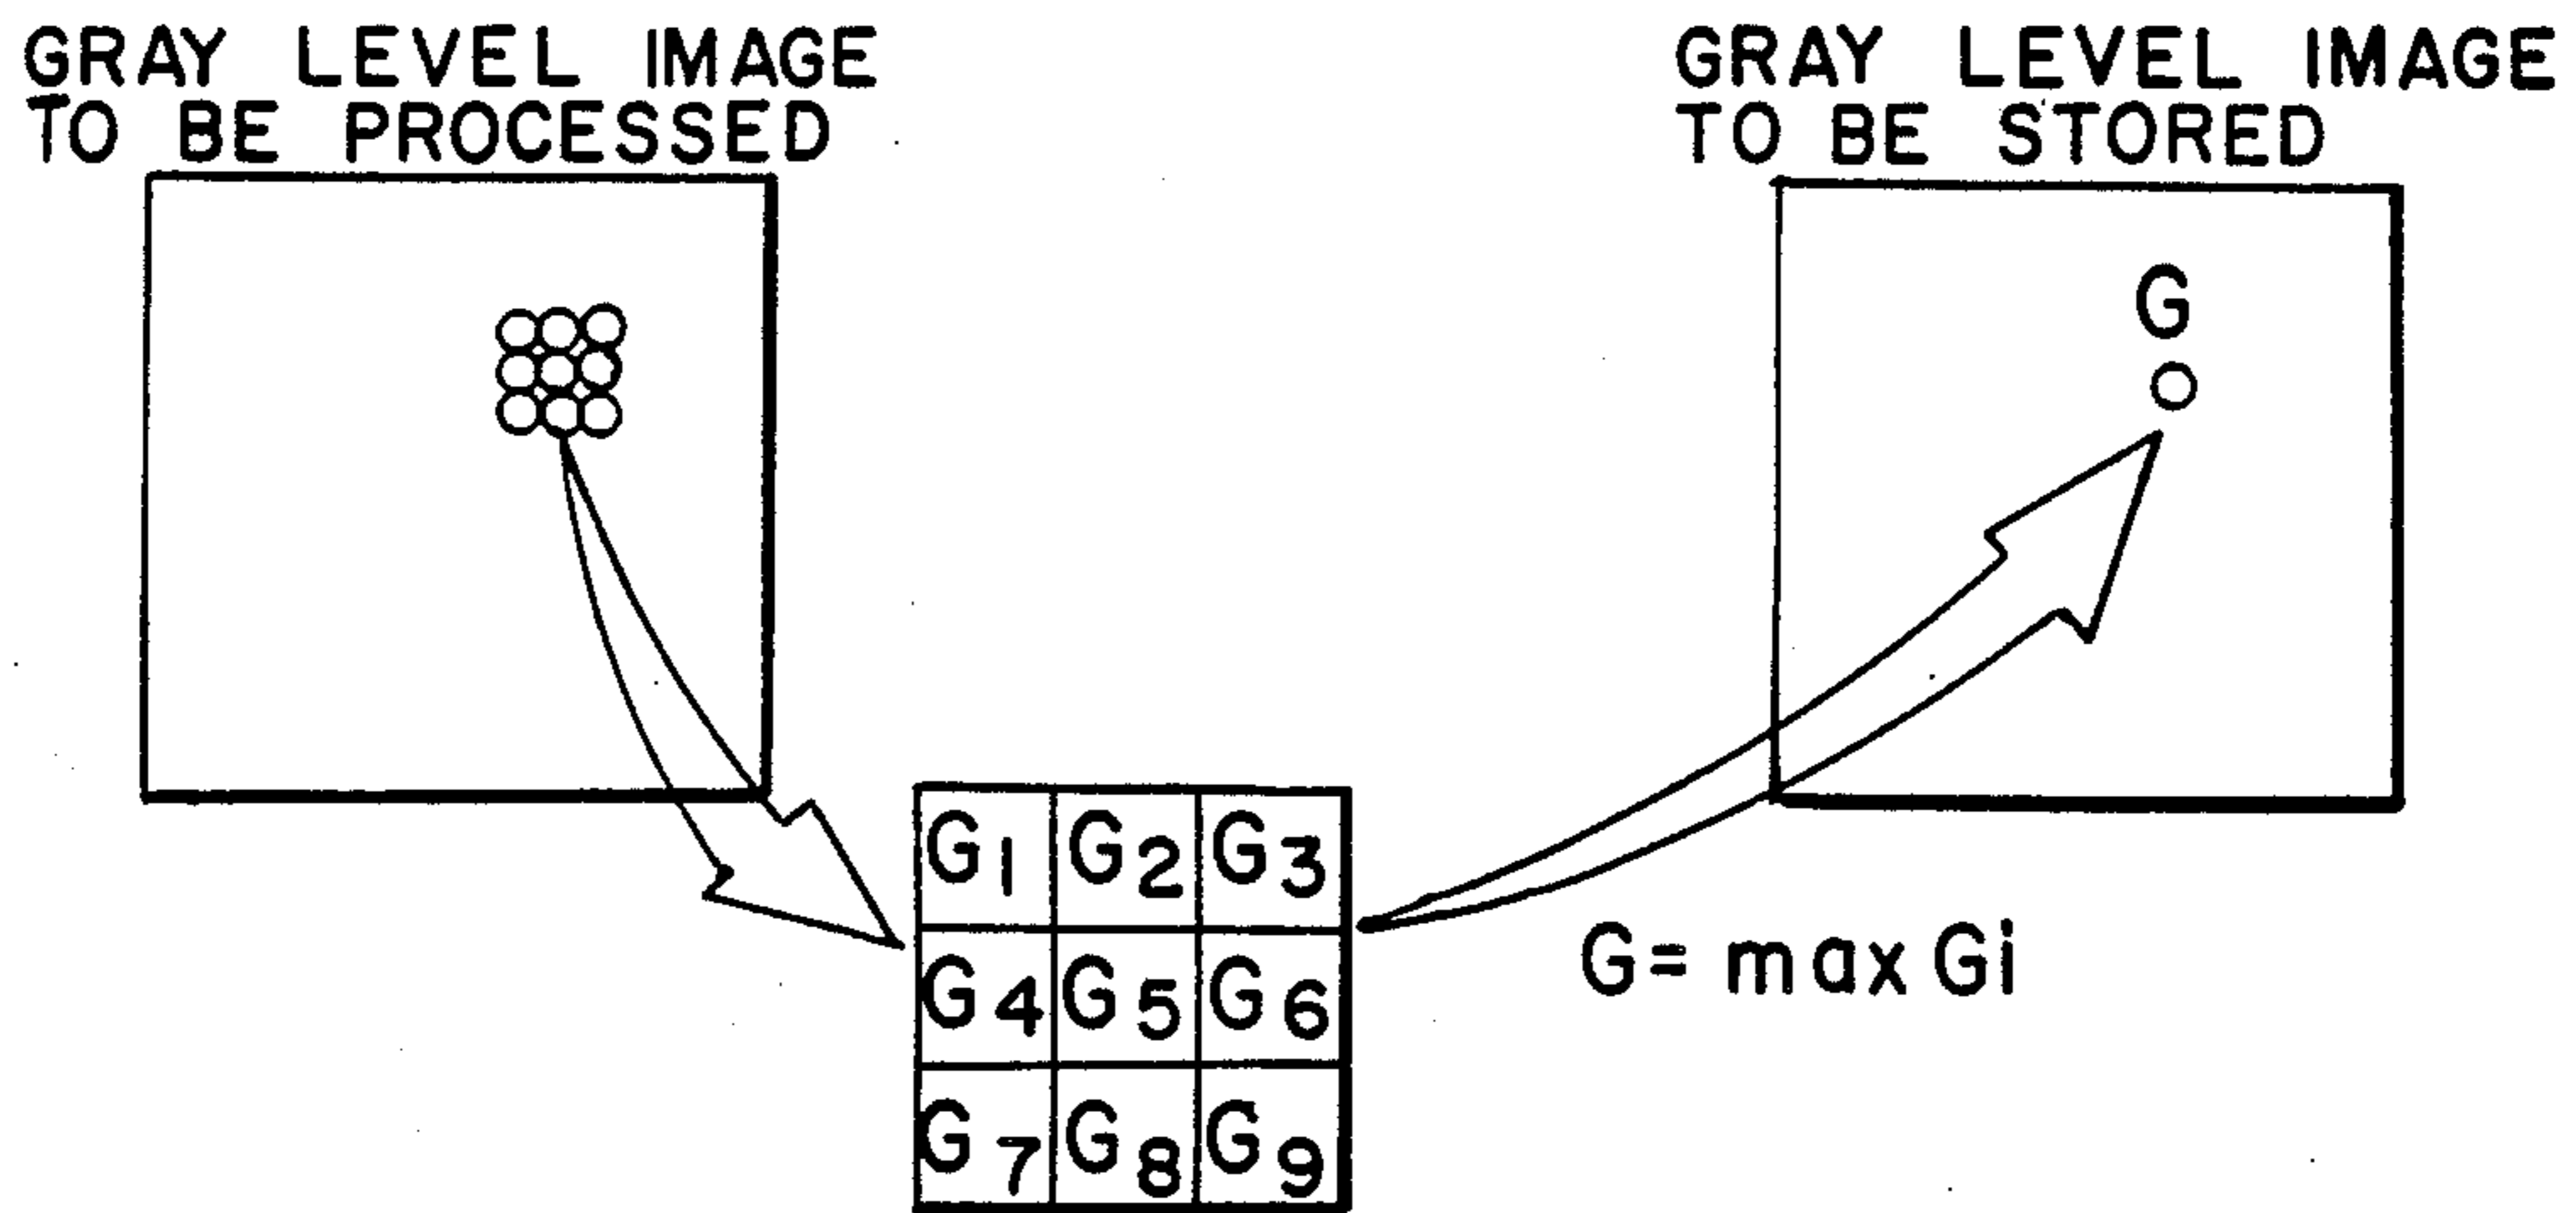 GRAY LEVEL IMAGE
TO BE PROCESSED
GRAY LEVEL IMAGE
TO BE STORED
G
G1 G2 G3
G4 G5 G6
G7 G8 G9
G= max Gi